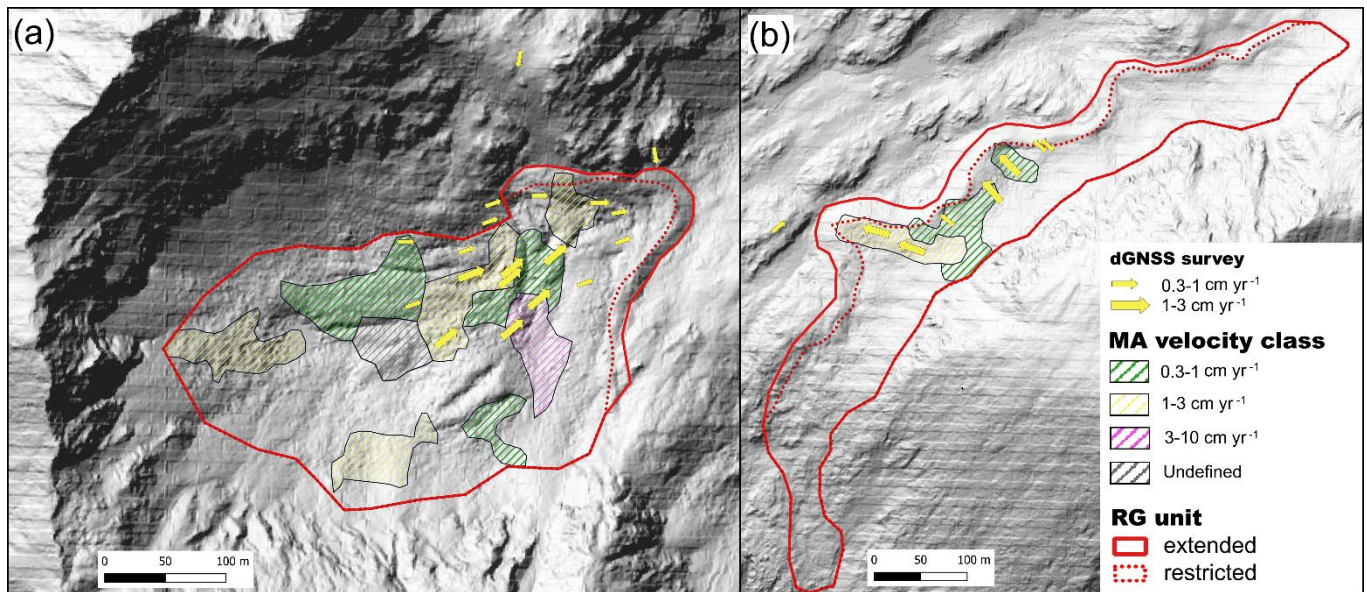 (a)
(b)
dGNSS survey
0.3-1 cm yr⁻¹
1-3 cm yr⁻¹
MA velocity class
0.3-1 cm yr⁻¹
1-3 cm yr⁻¹
3-10 cm yr⁻¹
Undefined
RG unit
extended
restricted
0 50 100 m
0 50 100 m